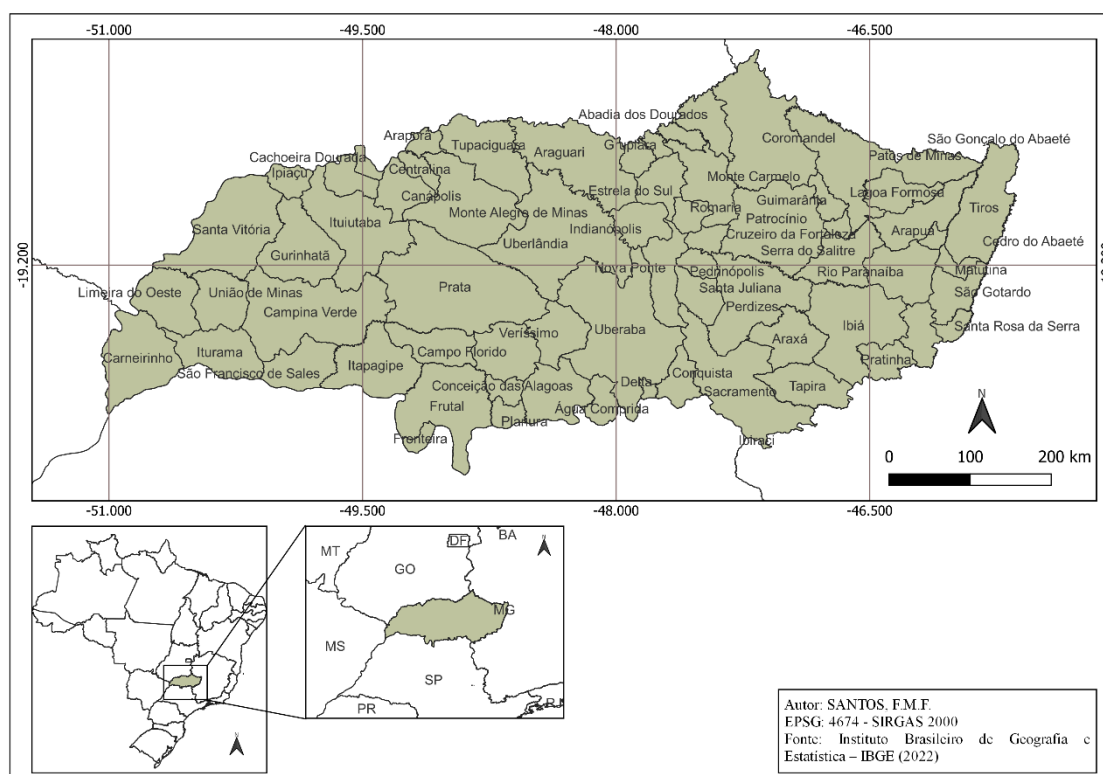 -51.000 -49.500 -48.000 -46.500
Abadia dos Dourados
Araporã
Tupaciguara
Araguari
Grupiara
Coromandel
São Gonçalo do Abaeté
Patos de Minas
Cachoeira Dourada
Ipiaçu
Centralina
Canápolis
Monte Carmelo
Estrela do Sul
Guimarânia
Lagoa Formosa
Romaria
Tiros
Santa Vitória
Ituiutaba
Monte Alegre de Minas
Indianópolis
Patrocínio
Cruzeiro da Fortaleza
Arapuá
Uberlândia
Serra do Salitre
Cedro do Abaeté
Gurinhatã
-19.200
Nova Ponte
Pedrinópolis
Rio Paranaíba
Matutina
Limeira do Oeste
União de Minas
Prata
Santa Juliana
São Gotardo
Campina Verde
Perdizes
Veríssimo
Uberaba
Ibiá
Santa Rosa da Serra
Araxá
Carneirinho
Iturama
Itapagipe
Campo Florido
Pratinha
São Francisco de Sales
Conquista
Conceição das Alagoas
Delta
Sacramento
Tapira
Frutal
Água Comprida
Planura
Fronteira
Ibiraci
N
0 100 200 km
-51.000 -49.500 -48.000 -46.500
MT
GO
DF
BA
N
MG
MS
SP
PR
RJ
N
Autor: SANTOS, F.M.F.
EPSG: 4674 - SIRGAS 2000
Fonte: Instituto Brasileiro de Geografia e
Estatística – IBGE (2022)